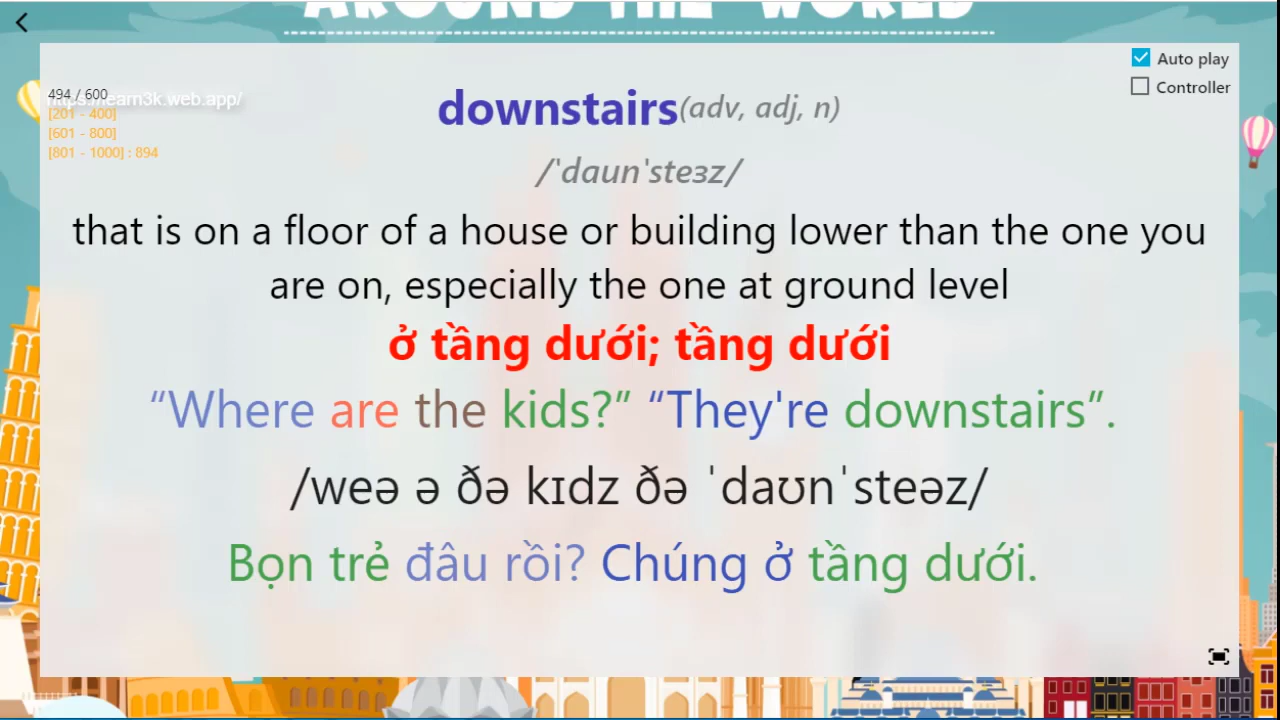 AROUND THE WORLD
Auto play
Controller
494 / 600
https://learn3k.web.app/
[201 - 400]
[601 - 800]
[801 - 1000] : 894
downstairs(adv, adj, n)
/'daun'steɜz/
that is on a floor of a house or building lower than the one you
are on, especially the one at ground level
ở tầng dưới; tầng dưới
“Where are the kids?” “They're downstairs”.
/weə ə ðə kɪdz ðə ˈdaʊnˈsteəz/
Bọn trẻ đâu rồi? Chúng ở tầng dưới.